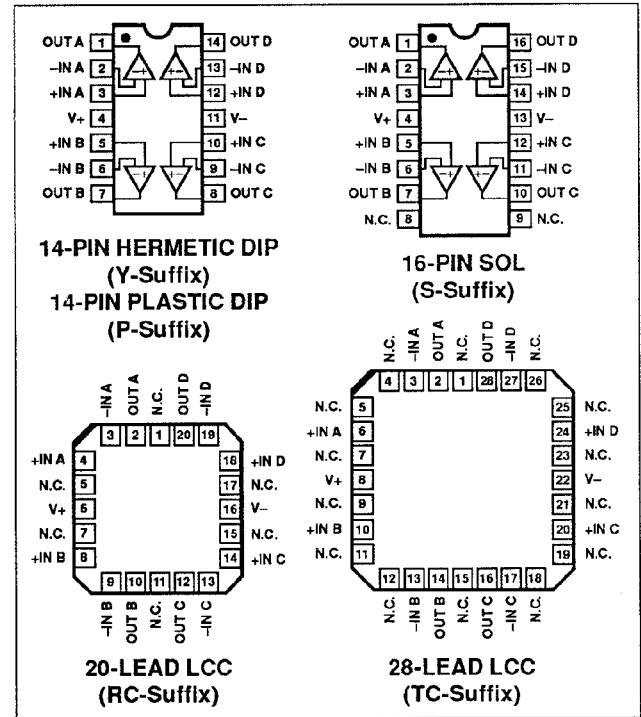 OUT A 1 14 OUT D
–IN A 2 13 –IN D
+IN A 3 12 +IN D
V+ 4 11 V–
+IN B 5 10 +IN C
–IN B 6 9 –IN C
OUT B 7 8 OUT C
14-PIN HERMETIC DIP
(Y-Suffix)
14-PIN PLASTIC DIP
(P-Suffix)
OUT A 1 16 OUT D
–IN A 2 15 –IN D
+IN A 3 14 +IN D
V+ 4 13 V–
+IN B 5 12 +IN C
–IN B 6 11 –IN C
OUT B 7 10 OUT C
N.C. 8 9 N.C.
16-PIN SOL
(S-Suffix)
–IN A OUT A N.C. OUT D –IN D
3 2 1 20 19
+IN A 4 18 +IN D
N.C. 5 17 N.C.
V+ 6 16 V–
N.C. 7 15 N.C.
+IN B 8 14 +IN C
9 10 11 12 13
–IN B OUT B N.C. OUT C –IN C
20-LEAD LCC
(RC-Suffix)
N.C. –IN A OUT A N.C. OUT D –IN D N.C.
4 3 2 1 28 27 26
N.C. 5 25 N.C.
+IN A 6 24 +IN D
N.C. 7 23 N.C.
V+ 8 22 V–
N.C. 9 21 N.C.
+IN B 10 20 +IN C
N.C. 11 19 N.C.
12 13 14 15 16 17 18
N.C. –IN B OUT B N.C. OUT C –IN C N.C.
28-LEAD LCC
(TC-Suffix)